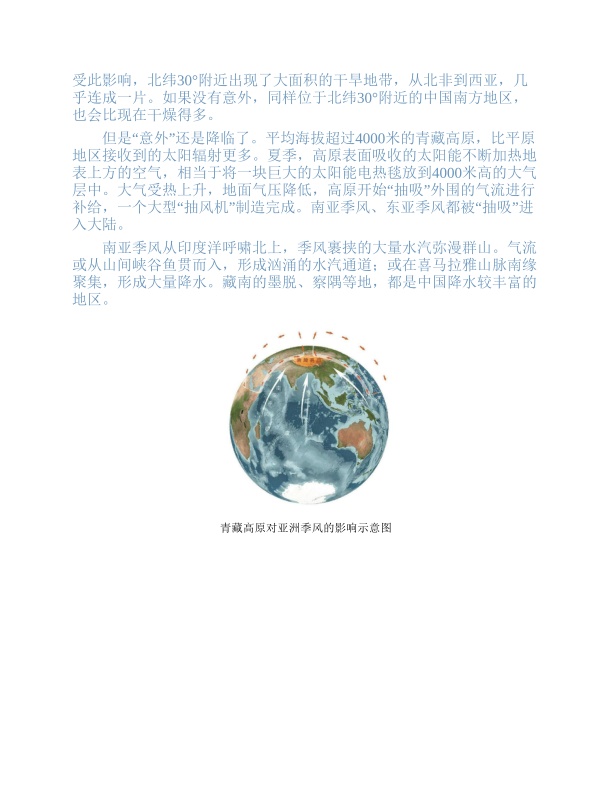 受此影响，北纬30°附近出现了大面积的干旱地带，从北非到西亚，几
乎连成一片。如果没有意外，同样位于北纬30°附近的中国南方地区，
也会比现在干燥得多。
但是“意外”还是降临了。平均海拔超过4000米的青藏高原，比平原
地区接收到的太阳辐射更多。夏季，高原表面吸收的太阳能不断加热地
表上方的空气，相当于将一块巨大的太阳能电热毯放到4000米高的大气
层中。大气受热上升，地面气压降低，高原开始“抽吸”外围的气流进行
补给，一个大型“抽风机”制造完成。南亚季风、东亚季风都被“抽吸”进
入大陆。
南亚季风从印度洋呼啸北上，季风裹挟的大量水汽弥漫群山。气流
或从山间峡谷鱼贯而入，形成汹涌的水汽通道；或在喜马拉雅山脉南缘
聚集，形成大量降水。藏南的墨脱、察隅等地，都是中国降水较丰富的
地区。
青藏高原
青藏高原对亚洲季风的影响示意图